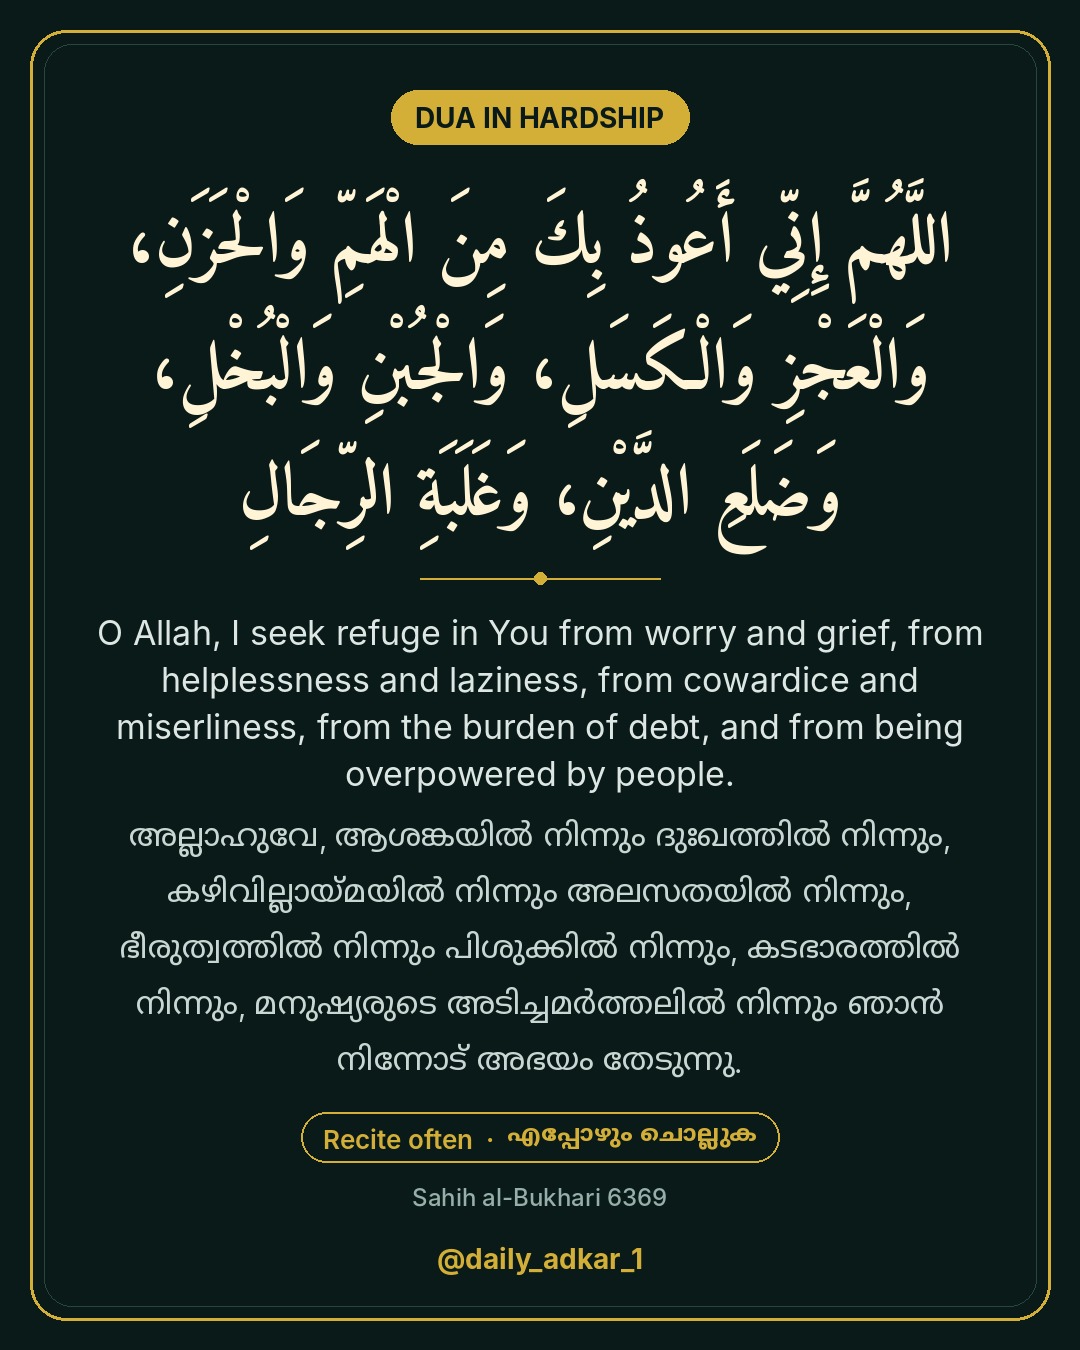 DUA IN HARDSHIP
اللَّهُمَّ إِنِّي أَعُوذُ بِكَ مِنَ الْهَمِّ وَالْحَزَنِ،
وَالْعَجْزِ وَالْكَسَلِ، وَالْجُبْنِ وَالْبُخْلِ،
وَضَلَعِ الدَّيْنِ، وَغَلَبَةِ الرِّجَالِ
O Allah, I seek refuge in You from worry and grief, from
helplessness and laziness, from cowardice and
miserliness, from the burden of debt, and from being
overpowered by people.
അല്ലാഹുവേ, ആശങ്കയിൽ നിന്നും ദുഃഖത്തിൽ നിന്നും,
കഴിവില്ലായ്മയിൽ നിന്നും അലസതയിൽ നിന്നും,
ഭീരുത്വത്തിൽ നിന്നും പിശുക്കിൽ നിന്നും, കടഭാരത്തിൽ
നിന്നും, മനുഷ്യരുടെ അടിച്ചമർത്തലിൽ നിന്നും ഞാൻ
നിന്നോട് അഭയം തേടുന്നു.
Recite often · എപ്പോഴും ചൊല്ലുക
Sahih al-Bukhari 6369
@daily_adkar_1